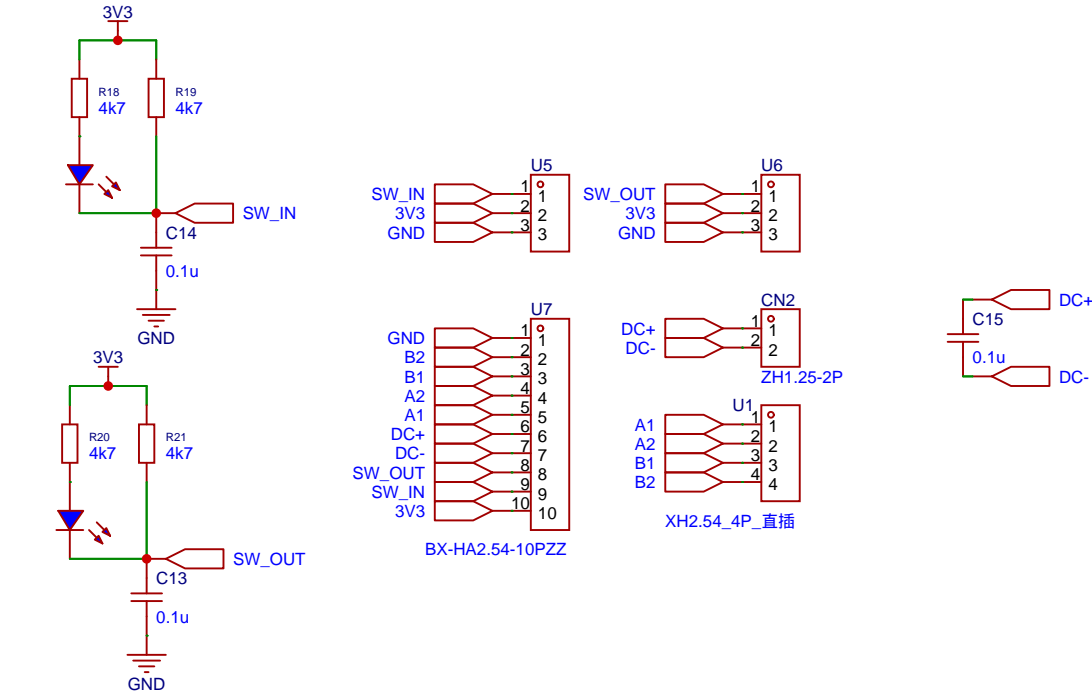 3V3
R18
4k7
R19
4k7
SW_IN
C14
0.1u
GND
3V3
R20
4k7
R21
4k7
SW_OUT
C13
0.1u
GND
U5
SW_IN 1 1
3V3 2 2
GND 3 3
U6
SW_OUT 1 1
3V3 2 2
GND 3 3
U7
GND 1 1
B2 2 2
B1 3 3
A2 4 4
A1 5 5
DC+ 6 6
DC- 7 7
SW_OUT 8 8
SW_IN 9 9
3V3 10 10
BX-HA2.54-10PZZ
CN2
DC+ 1 1
DC- 2 2
ZH1.25-2P
U1
A1 1 1
A2 2 2
B1 3 3
B2 4 4
XH2.54_4P_直插
DC+
C15
0.1u
DC-